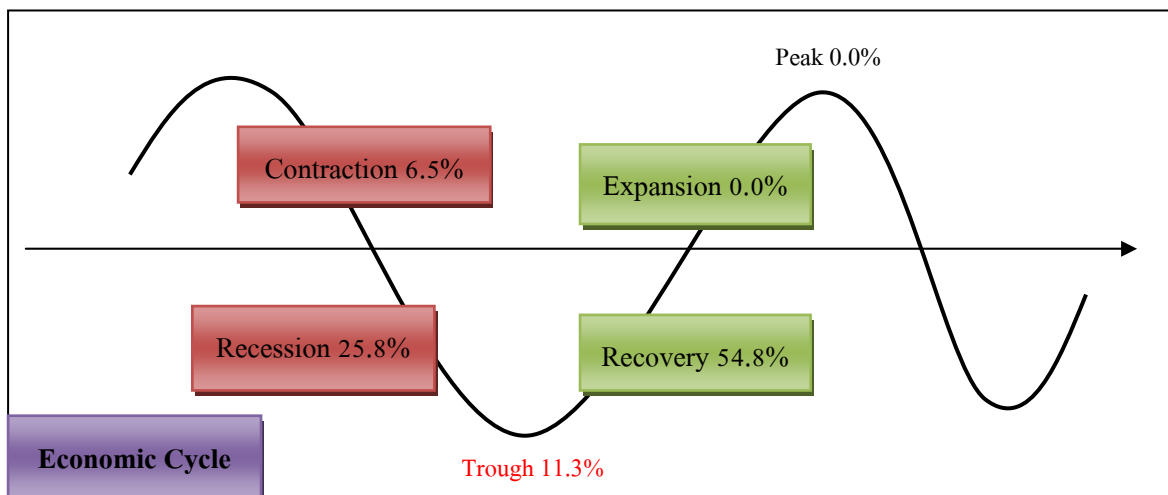 Peak 0.0%
Contraction 6.5%
Expansion 0.0%
Recession 25.8%
Recovery 54.8%
Economic Cycle
Trough 11.3%